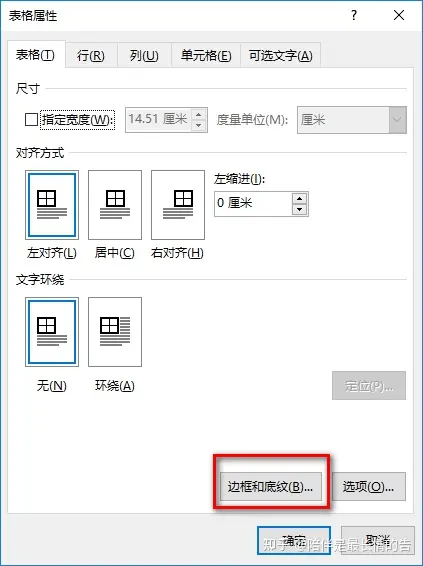 表格属性
?
表格(T) 行(R) 列(U) 单元格(E) 可选文字(A)
尺寸
指定宽度(W): 14.51 厘米 度量单位(M): 厘米
对齐方式
左缩进(I):
0 厘米
左对齐(L) 居中(C) 右对齐(H)
文字环绕
无(N) 环绕(A)
定位(P)...
边框和底纹(B)... 选项(O)...
确定 取消
知乎 @陪伴是最长情的告